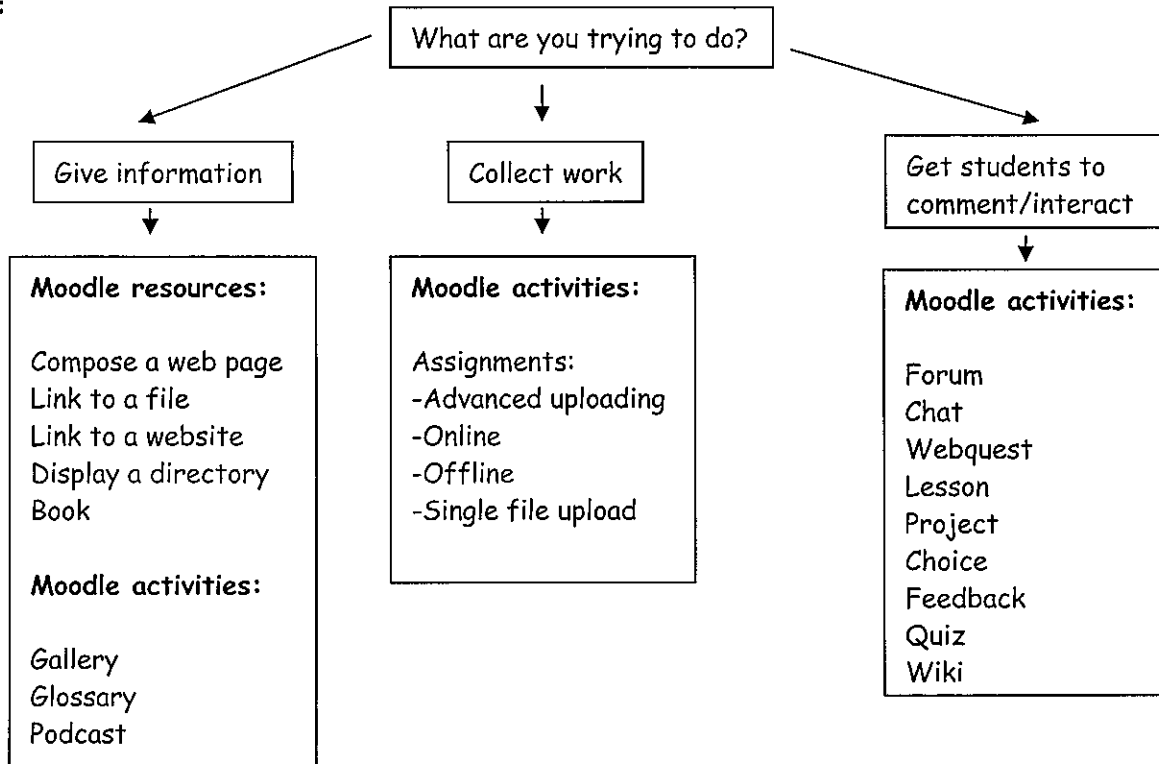 :
What are you trying to do?
Give information
Moodle resources:
Compose a web page
Link to a file
Link to a website
Display a directory
Book
Moodle activities:
Gallery
Glossary
Podcast
Collect work
Moodle activities:
Assignments:
-Advanced uploading
-Online
-Offline
-Single file upload
Get students to
comment/interact
Moodle activities:
Forum
Chat
Webquest
Lesson
Project
Choice
Feedback
Quiz
Wiki